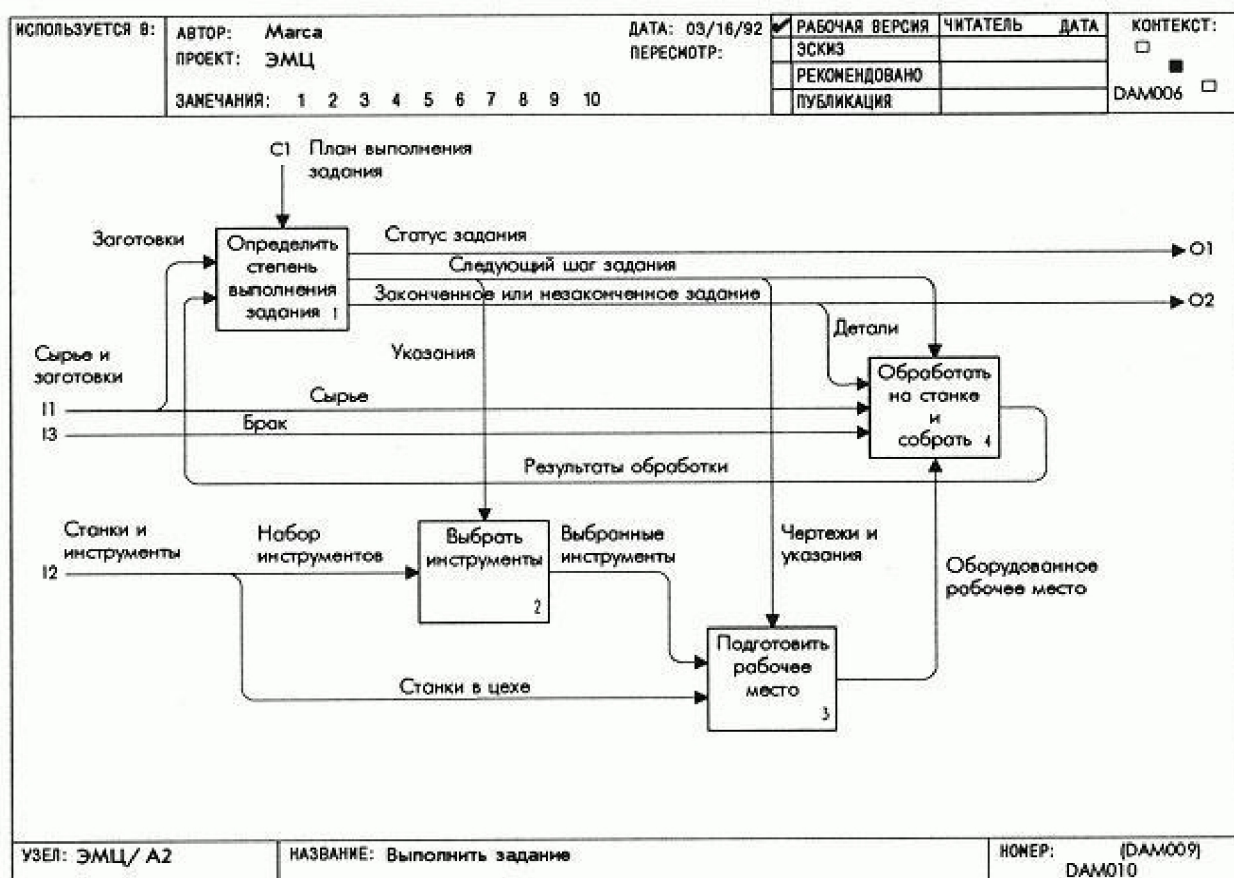 ИСПОЛЬЗУЕТСЯ В:
АВТОР: Marca
ДАТА: 03/16/92
ПРОЕКТ: ЭМЦ
ПЕРЕСМОТР:
ЗАМЕЧАНИЯ: 1 2 3 4 5 6 7 8 9 10
✔ РАБОЧАЯ ВЕРСИЯ
ЭСКИЗ
РЕКОМЕНДОВАНО
ПУБЛИКАЦИЯ
ЧИТАТЕЛЬ ДАТА
КОНТЕКСТ:
DAM006
C1 План выполнения
задания
Заготовки
Определить
степень
выполнения
задания 1
Статус задания
O1
Следующий шаг задания
Законченное или незаконченное задание
O2
Детали
Указания
Сырье и
заготовки
I1
Сырье
I3
Брак
Обработать
на станке
и
собрать 4
Результаты обработки
Станки и
инструменты
I2
Набор
инструментов
Выбрать
инструменты
2
Выбранные
инструменты
Чертежи и
указания
Оборудованное
рабочее место
Подготовить
рабочее
место
3
Станки в цехе
УЗЕЛ: ЭМЦ/ А2
НАЗВАНИЕ: Выполнить задание
НОМЕР: (DAM009)
DAM010